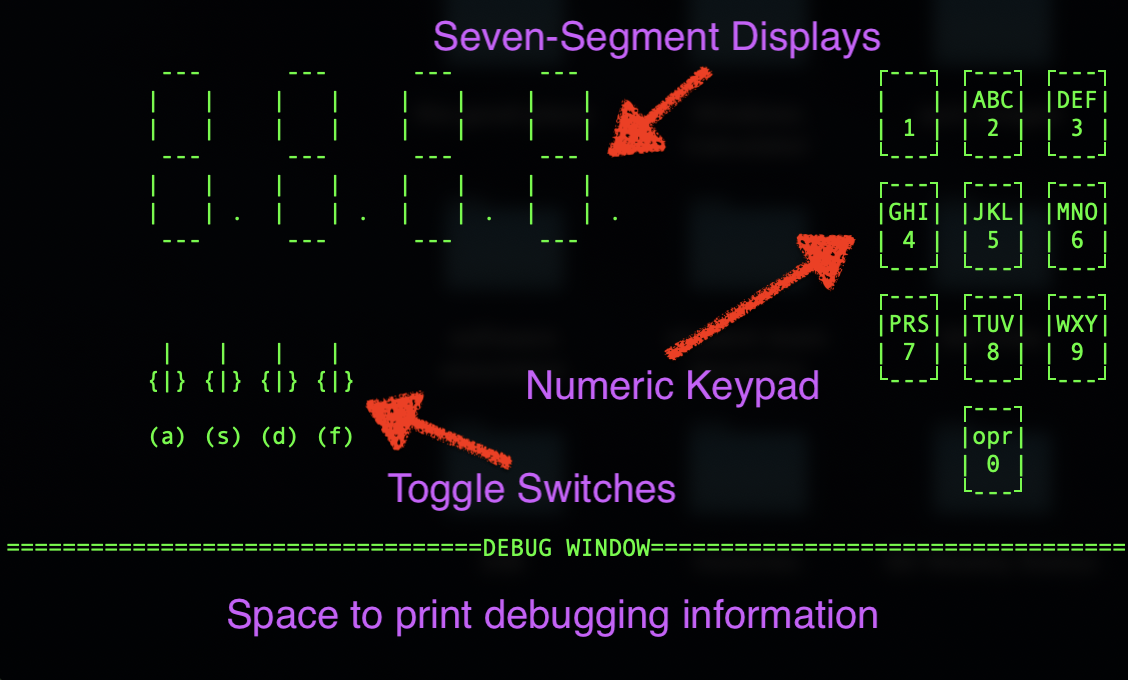 Seven-Segment Displays
1
ABC
2
DEF
3
GHI
4
JKL
5
MNO
6
PRS
7
TUV
8
WXY
9
opr
0
Numeric Keypad
(a) (s) (d) (f)
Toggle Switches
================================== DEBUG WINDOW==================================
Space to print debugging information